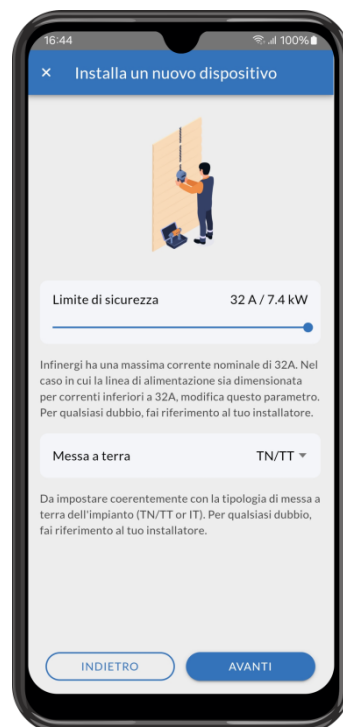 16:44
100%
× Installa un nuovo dispositivo
Limite di sicurezza 32 A / 7.4 kW
Infinergi ha una massima corrente nominale di 32A. Nel
caso in cui la linea di alimentazione sia dimensionata
per correnti inferiori a 32A, modifica questo parametro.
Per qualsiasi dubbio, fai riferimento al tuo installatore.
Messa a terra TN/TT
Da impostare coerentemente con la tipologia di messa a
terra dell'impianto (TN/TT or IT). Per qualsiasi dubbio,
fai riferimento al tuo installatore.
INDIETRO AVANTI